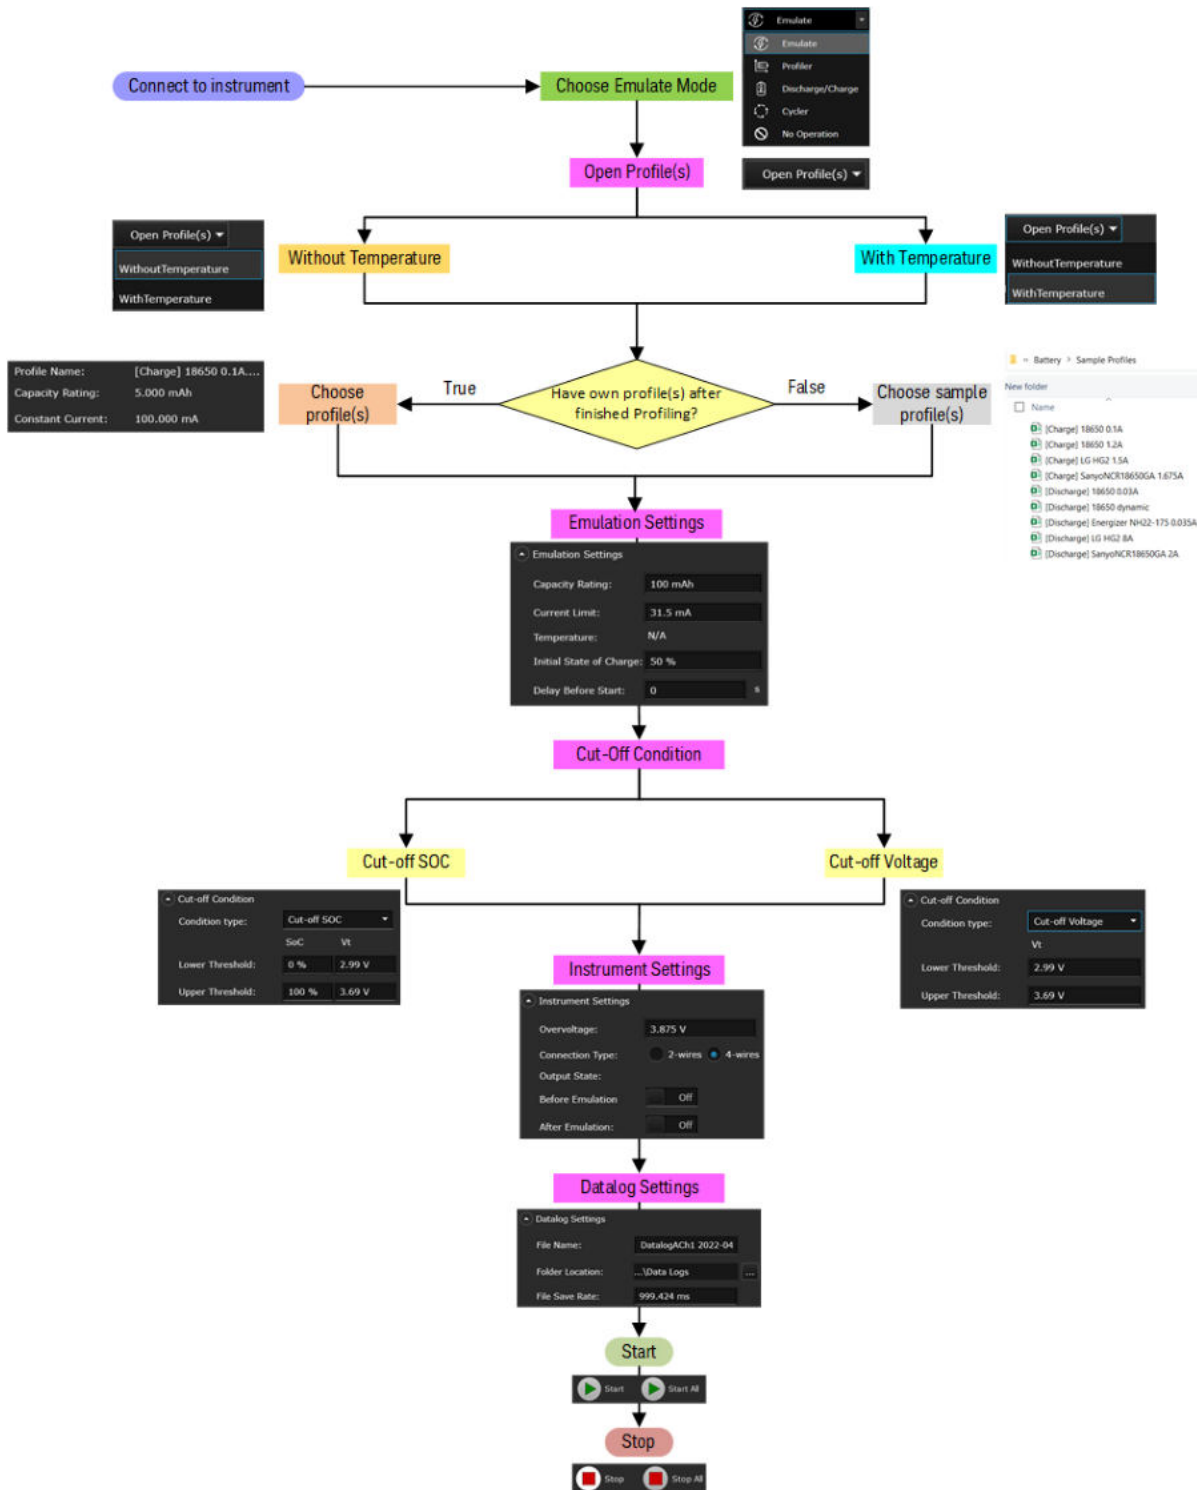 Emulate
Emulate
Profiler
Discharge/Charge
Cycler
No Operation
Connect to instrument
Choose Emulate Mode
Open Profile(s)
Open Profile(s)
Open Profile(s)
WithoutTemperature
WithTemperature
Without Temperature
With Temperature
Open Profile(s)
WithoutTemperature
WithTemperature
Profile Name: [Charge] 18650 0.1A....
Capacity Rating: 5.000 mAh
Constant Current: 100.000 mA
Choose
profile(s)
True
Have own profile(s) after
finished Profiling?
False
Choose sample
profile(s)
« Battery > Sample Profiles
New folder
Name
[Charge] 18650 0.1A
[Charge] 18650 1.2A
[Charge] LG HG2 1.5A
[Charge] SanyoNCR18650GA 1.675A
[Discharge] 18650 0.03A
[Discharge] 18650 dynamic
[Discharge] Energizer NH22-175 0.035A
[Discharge] LG HG2 8A
[Discharge] SanyoNCR18650GA 2A
Emulation Settings
Emulation Settings
Capacity Rating: 100 mAh
Current Limit: 31.5 mA
Temperature: N/A
Initial State of Charge: 50 %
Delay Before Start: 0 s
Cut-Off Condition
Cut-off SOC
Cut-off Voltage
Cut-off Condition
Condition type: Cut-off SOC
SoC Vt
Lower Threshold: 0 % 2.99 V
Upper Threshold: 100 % 3.69 V
Cut-off Condition
Condition type: Cut-off Voltage
Vt
Lower Threshold: 2.99 V
Upper Threshold: 3.69 V
Instrument Settings
Instrument Settings
Overvoltage: 3.875 V
Connection Type: 2-wires 4-wires
Output State:
Before Emulation Off
After Emulation: Off
Datalog Settings
Datalog Settings
File Name: DatalogACh1 2022-04
Folder Location: ...\Data Logs ...
File Save Rate: 999.424 ms
Start
Start Start All
Stop
Stop Stop All